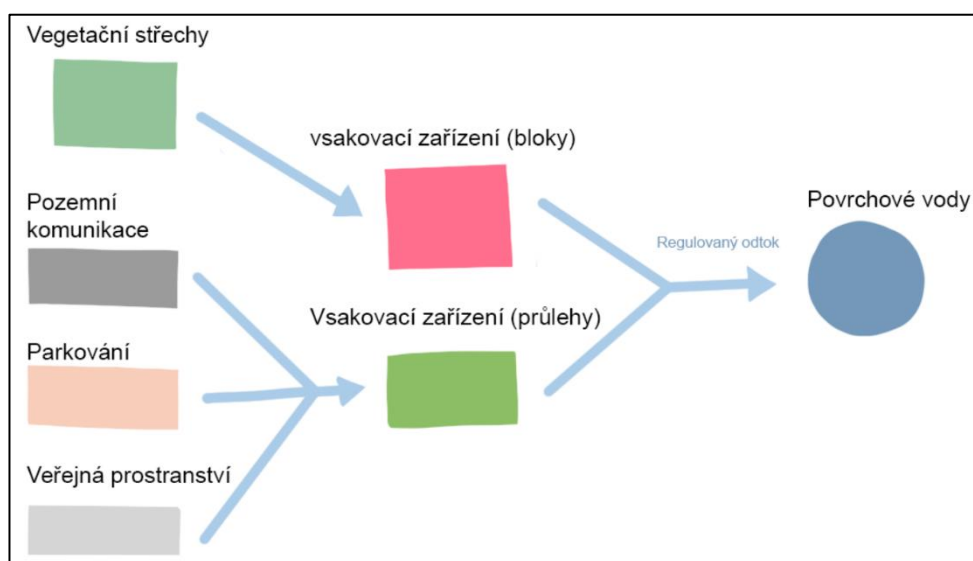 Vegetační střechy
vsakovací zařízení (bloky)
Pozemní
komunikace
Povrchové vody
Regulovaný odtok
Vsakovací zařízení (průlehy)
Parkování
Veřejná prostranství